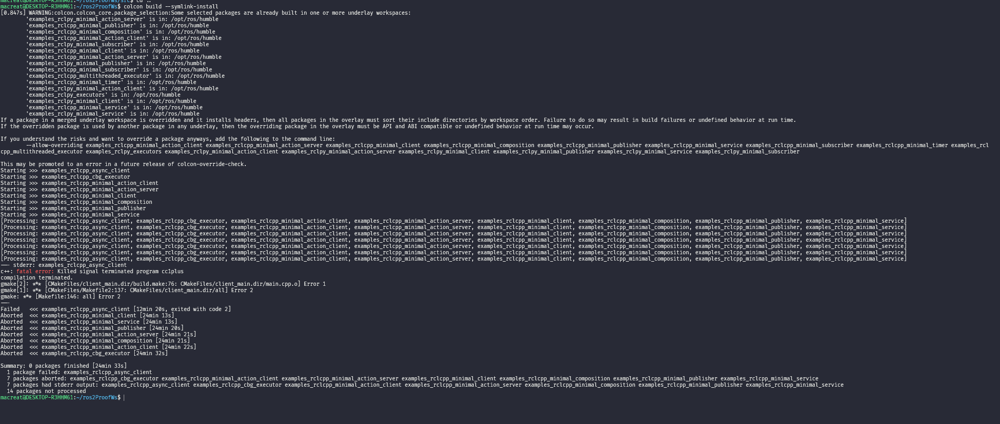 macreat@DESKTOP-R3HHM61:~/ros2ProofWs/src$ cd ..
macreat@DESKTOP-R3HHM61:~/ros2ProofWs$ colcon build --symlink-install
[0.847s] WARNING:colcon.colcon_core.package_selection:Some selected packages are already built in one or more underlay workspaces:
'examples_rclpy_minimal_action_server' is in: /opt/ros/humble
'examples_rclcpp_minimal_publisher' is in: /opt/ros/humble
'examples_rclcpp_minimal_composition' is in: /opt/ros/humble
'examples_rclcpp_minimal_action_client' is in: /opt/ros/humble
'examples_rclpy_minimal_subscriber' is in: /opt/ros/humble
'examples_rclcpp_minimal_client' is in: /opt/ros/humble
'examples_rclcpp_minimal_action_server' is in: /opt/ros/humble
'examples_rclpy_minimal_publisher' is in: /opt/ros/humble
'examples_rclcpp_minimal_subscriber' is in: /opt/ros/humble
'examples_rclcpp_multithreaded_executor' is in: /opt/ros/humble
'examples_rclcpp_minimal_timer' is in: /opt/ros/humble
'examples_rclpy_minimal_action_client' is in: /opt/ros/humble
'examples_rclpy_executors' is in: /opt/ros/humble
'examples_rclpy_minimal_client' is in: /opt/ros/humble
'examples_rclcpp_minimal_service' is in: /opt/ros/humble
'examples_rclpy_minimal_service' is in: /opt/ros/humble
If a package in a merged underlay workspace is overridden and it installs headers, then all packages in the overlay must sort their include directories by workspace order. Failure to do so may result in build failures or undefined behavior at run time.
If the overridden package is used by another package in any underlay, then the overriding package in the overlay must be API and ABI compatible or undefined behavior at run time may occur.
If you understand the risks and want to override a package anyways, add the following to the command line:
--allow-overriding examples_rclcpp_minimal_action_client examples_rclcpp_minimal_action_server examples_rclcpp_minimal_client examples_rclcpp_minimal_composition examples_rclcpp_minimal_publisher examples_rclcpp_minimal_service examples_rclcpp_minimal_subscriber examples_rclcpp_minimal_timer examples_rcl
cpp_multithreaded_executor examples_rclpy_executors examples_rclpy_minimal_action_client examples_rclpy_minimal_action_server examples_rclpy_minimal_client examples_rclpy_minimal_publisher examples_rclpy_minimal_service examples_rclpy_minimal_subscriber
This may be promoted to an error in a future release of colcon-override-check.
Starting >>> examples_rclcpp_async_client
Starting >>> examples_rclcpp_cbg_executor
Starting >>> examples_rclcpp_minimal_action_client
Starting >>> examples_rclcpp_minimal_action_server
Starting >>> examples_rclcpp_minimal_client
Starting >>> examples_rclcpp_minimal_composition
Starting >>> examples_rclcpp_minimal_publisher
Starting >>> examples_rclcpp_minimal_service
[Processing: examples_rclcpp_async_client, examples_rclcpp_cbg_executor, examples_rclcpp_minimal_action_client, examples_rclcpp_minimal_action_server, examples_rclcpp_minimal_client, examples_rclcpp_minimal_composition, examples_rclcpp_minimal_publisher, examples_rclcpp_minimal_service]
[Processing: examples_rclcpp_async_client, examples_rclcpp_cbg_executor, examples_rclcpp_minimal_action_client, examples_rclcpp_minimal_action_server, examples_rclcpp_minimal_client, examples_rclcpp_minimal_composition, examples_rclcpp_minimal_publisher, examples_rclcpp_minimal_service]
[Processing: examples_rclcpp_async_client, examples_rclcpp_cbg_executor, examples_rclcpp_minimal_action_client, examples_rclcpp_minimal_action_server, examples_rclcpp_minimal_client, examples_rclcpp_minimal_composition, examples_rclcpp_minimal_publisher, examples_rclcpp_minimal_service]
[Processing: examples_rclcpp_async_client, examples_rclcpp_cbg_executor, examples_rclcpp_minimal_action_client, examples_rclcpp_minimal_action_server, examples_rclcpp_minimal_client, examples_rclcpp_minimal_composition, examples_rclcpp_minimal_publisher, examples_rclcpp_minimal_service]
[Processing: examples_rclcpp_async_client, examples_rclcpp_cbg_executor, examples_rclcpp_minimal_action_client, examples_rclcpp_minimal_action_server, examples_rclcpp_minimal_client, examples_rclcpp_minimal_composition, examples_rclcpp_minimal_publisher, examples_rclcpp_minimal_service]
[Processing: examples_rclcpp_async_client, examples_rclcpp_cbg_executor, examples_rclcpp_minimal_action_client, examples_rclcpp_minimal_action_server, examples_rclcpp_minimal_client, examples_rclcpp_minimal_composition, examples_rclcpp_minimal_publisher, examples_rclcpp_minimal_service]
[Processing: examples_rclcpp_async_client, examples_rclcpp_cbg_executor, examples_rclcpp_minimal_action_client, examples_rclcpp_minimal_action_server, examples_rclcpp_minimal_client, examples_rclcpp_minimal_composition, examples_rclcpp_minimal_publisher, examples_rclcpp_minimal_service]
--- stderr: examples_rclcpp_async_client
c++: fatal error: Killed signal terminated program cc1plus
compilation terminated.
gmake[2]: *** [CMakeFiles/client_main.dir/build.make:76: CMakeFiles/client_main.dir/main.cpp.o] Error 1
gmake[1]: *** [CMakeFiles/Makefile2:137: CMakeFiles/client_main.dir/all] Error 2
gmake: *** [Makefile:146: all] Error 2
---
Failed <<< examples_rclcpp_async_client [12min 20s, exited with code 2]
Aborted <<< examples_rclcpp_minimal_client [24min 13s]
Aborted <<< examples_rclcpp_minimal_service [24min 13s]
Aborted <<< examples_rclcpp_minimal_publisher [24min 20s]
Aborted <<< examples_rclcpp_minimal_action_server [24min 21s]
Aborted <<< examples_rclcpp_minimal_composition [24min 21s]
Aborted <<< examples_rclcpp_minimal_action_client [24min 22s]
Aborted <<< examples_rclcpp_cbg_executor [24min 32s]
Summary: 0 packages finished [24min 33s]
1 package failed: examples_rclcpp_async_client
7 packages aborted: examples_rclcpp_cbg_executor examples_rclcpp_minimal_action_client examples_rclcpp_minimal_action_server examples_rclcpp_minimal_client examples_rclcpp_minimal_composition examples_rclcpp_minimal_publisher examples_rclcpp_minimal_service
7 packages had stderr output: examples_rclcpp_async_client examples_rclcpp_cbg_executor examples_rclcpp_minimal_action_client examples_rclcpp_minimal_action_server examples_rclcpp_minimal_composition examples_rclcpp_minimal_publisher examples_rclcpp_minimal_service
14 packages not processed
macreat@DESKTOP-R3HHM61:~/ros2ProofWs$